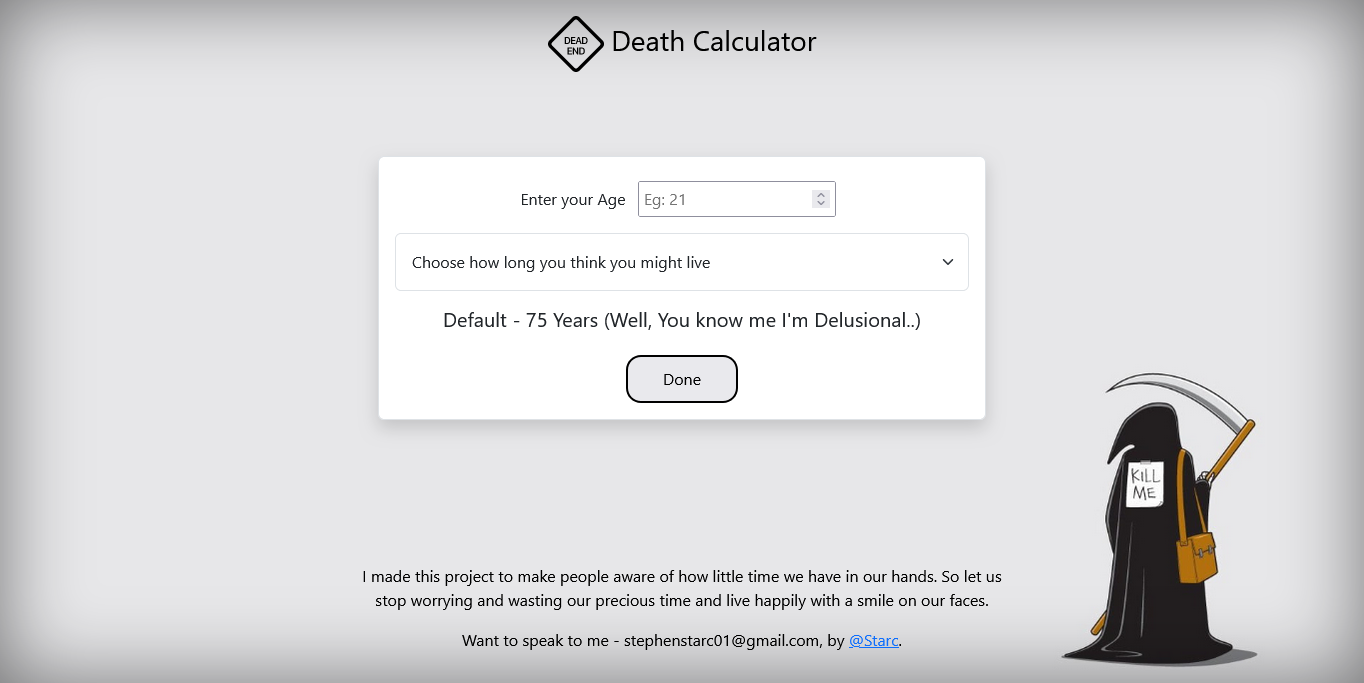 DEAD
END
Death Calculator
Enter your Age
Eg: 21
Choose how long you think you might live
Default - 75 Years (Well, You know me I'm Delusional..)
Done
KILL
ME
I made this project to make people aware of how little time we have in our hands. So let us
stop worrying and wasting our precious time and live happily with a smile on our faces.
Want to speak to me - stephenstarc01@gmail.com, by @Starc.